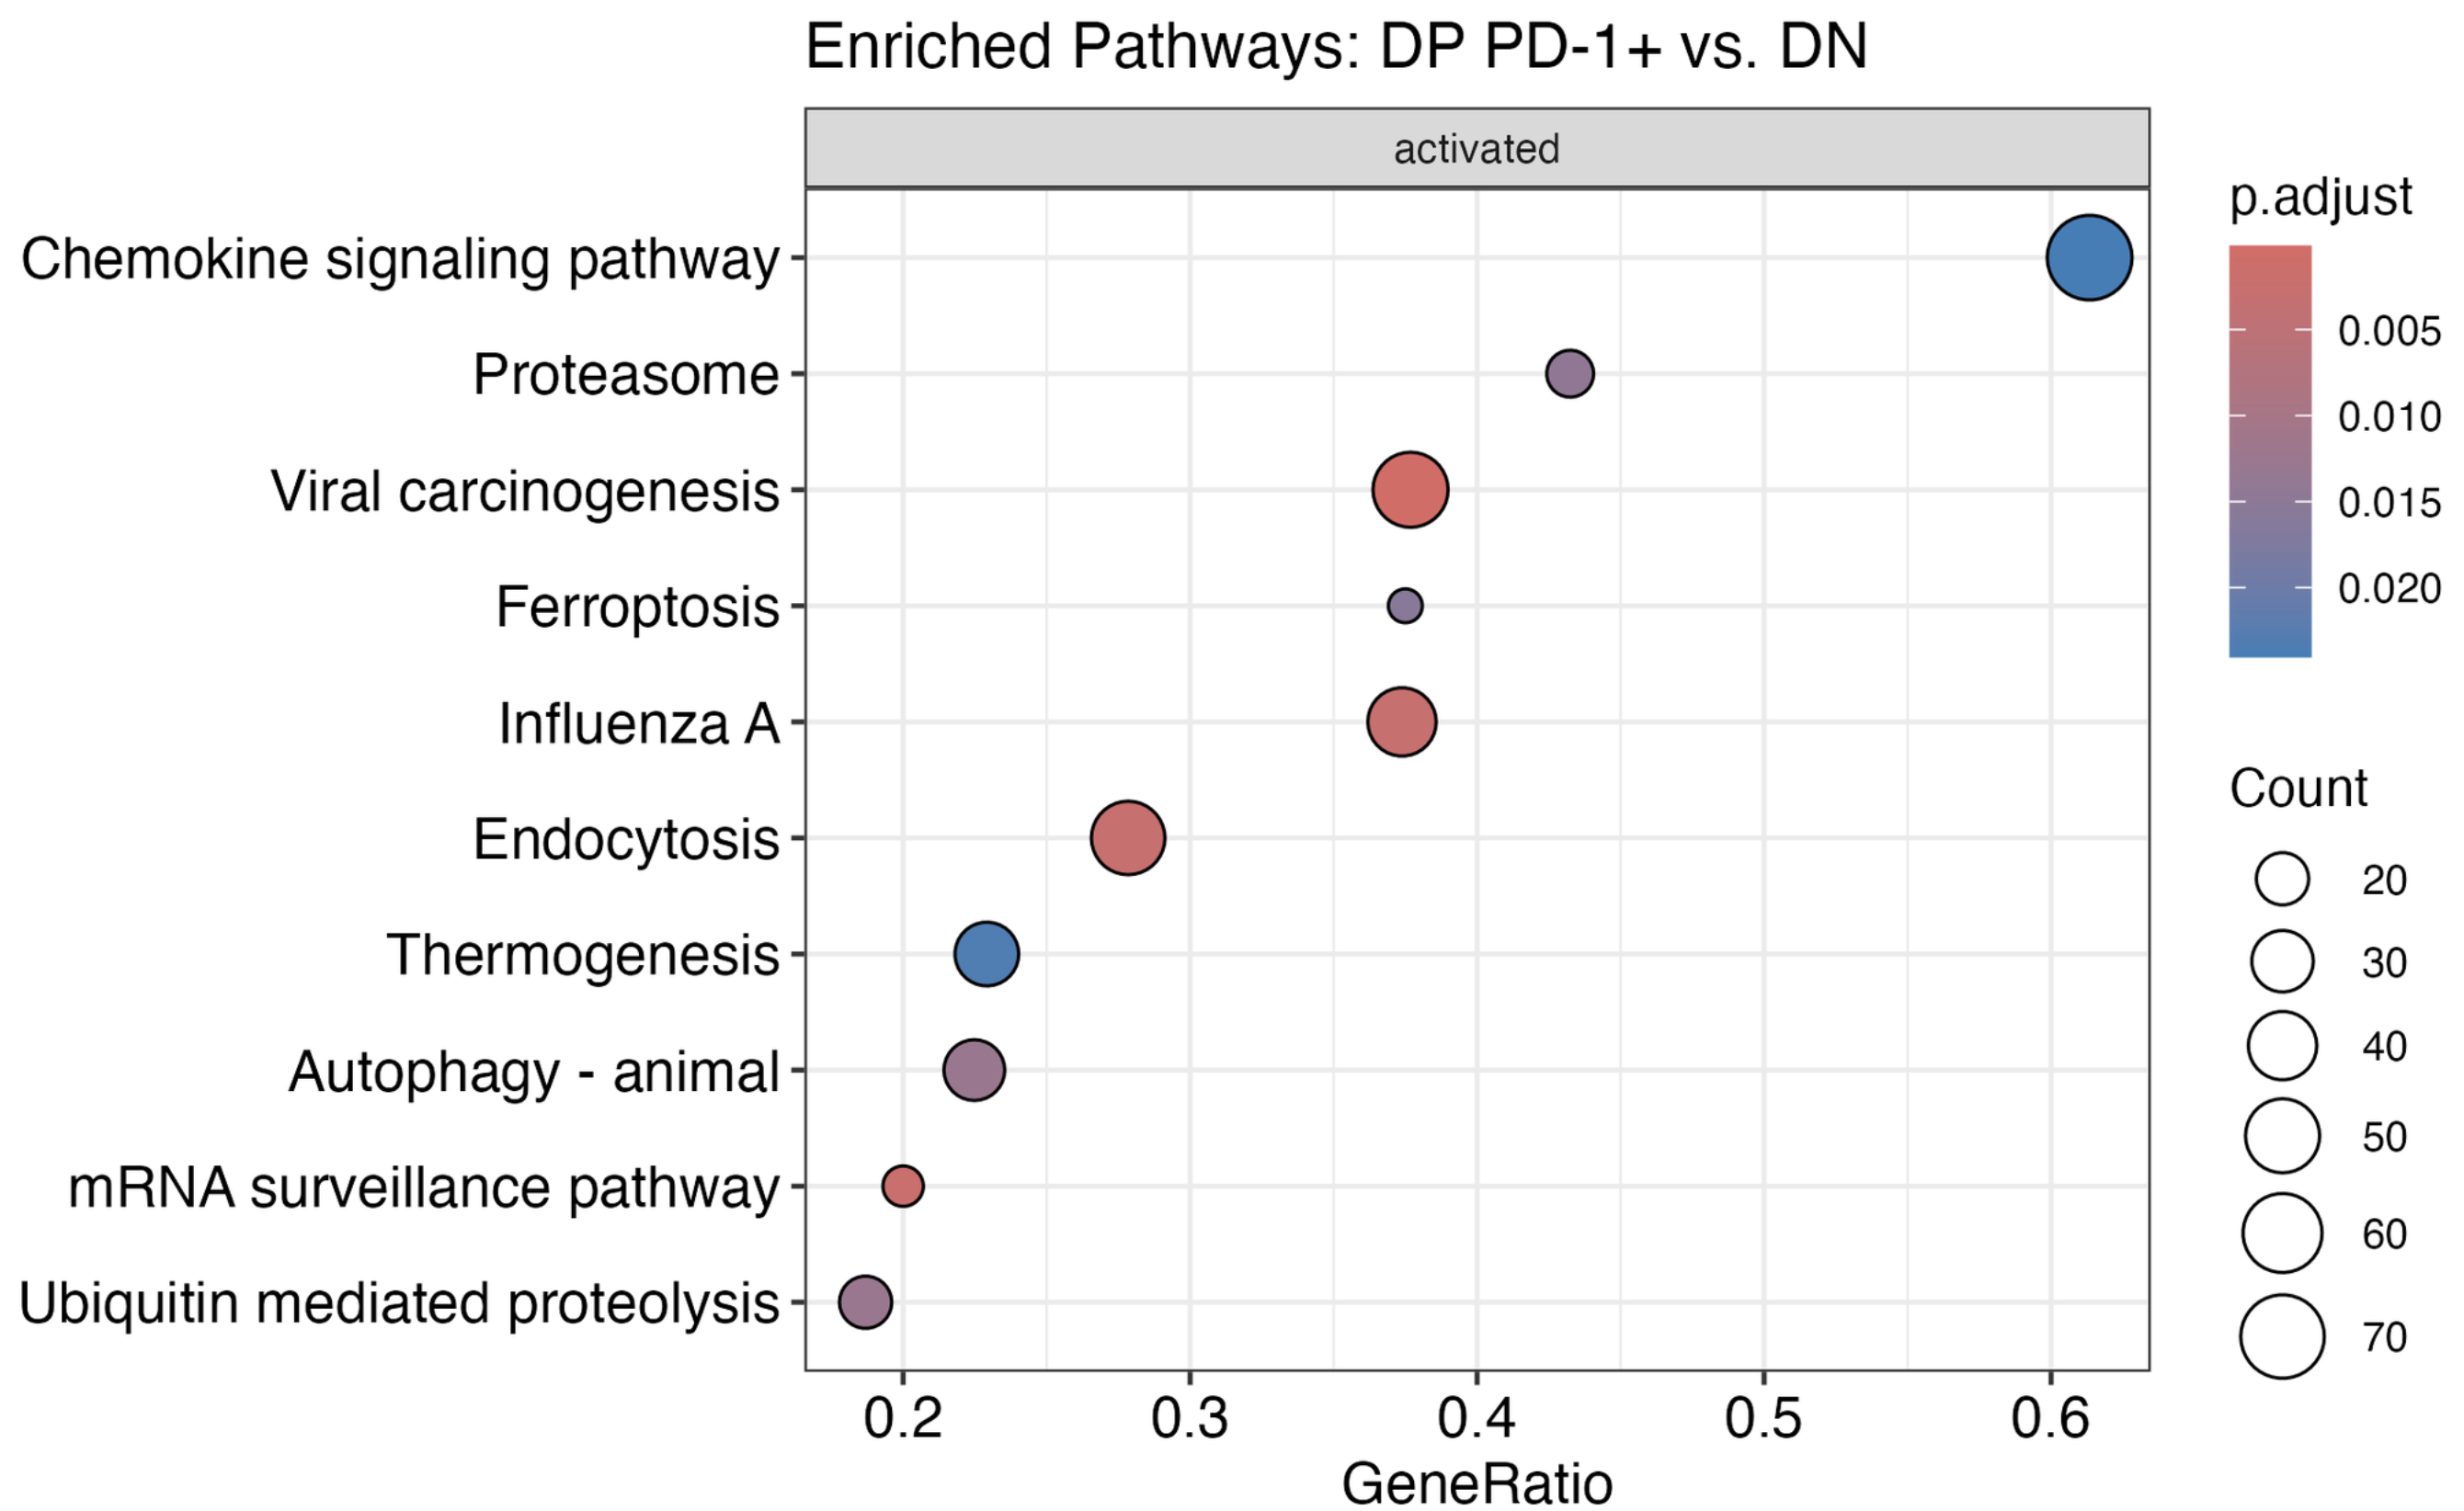 Enriched Pathways: DP PD-1+ vs. DN
activated
Chemokine signaling pathway
Proteasome
Viral carcinogenesis
Ferroptosis
Influenza A
Endocytosis
Thermogenesis
Autophagy - animal
mRNA surveillance pathway
Ubiquitin mediated proteolysis
0.2 0.3 0.4 0.5 0.6
GeneRatio
p.adjust
0.005
0.010
0.015
0.020
Count
20
30
40
50
60
70